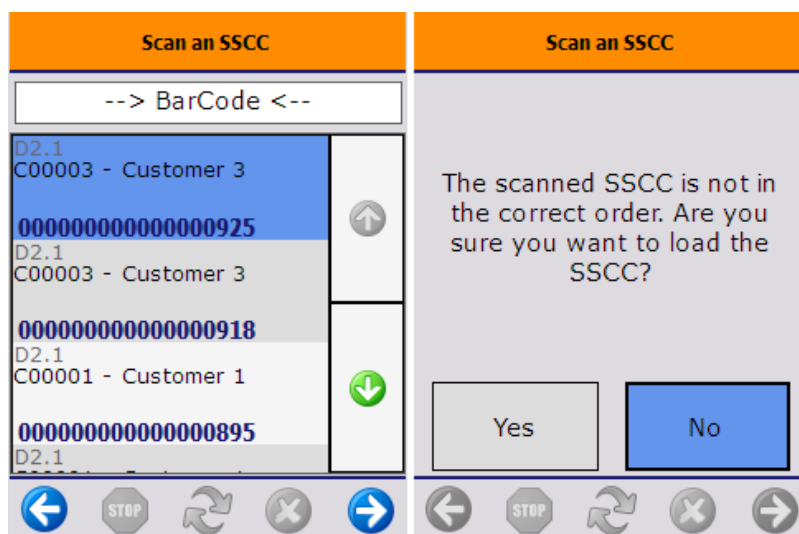 Scan an SSCC
--> BarCode <--
D2.1
C00003 - Customer 3
000000000000000925
D2.1
C00003 - Customer 3
000000000000000918
D2.1
C00001 - Customer 1
000000000000000895
D2.1
STOP
Scan an SSCC
The scanned SSCC is not in
the correct order. Are you
sure you want to load the
SSCC?
Yes
No
STOP